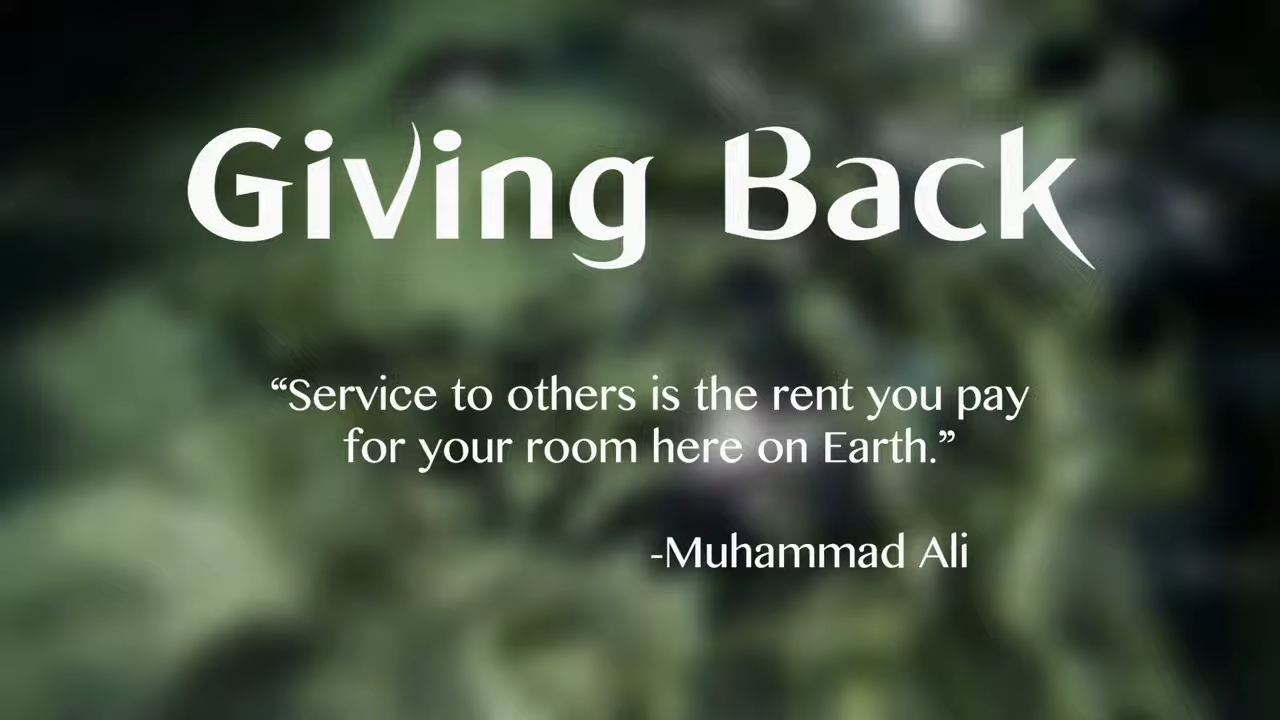 Giving Back
“Service to others is the rent you pay
for your room here on Earth.”
-Muhammad Ali